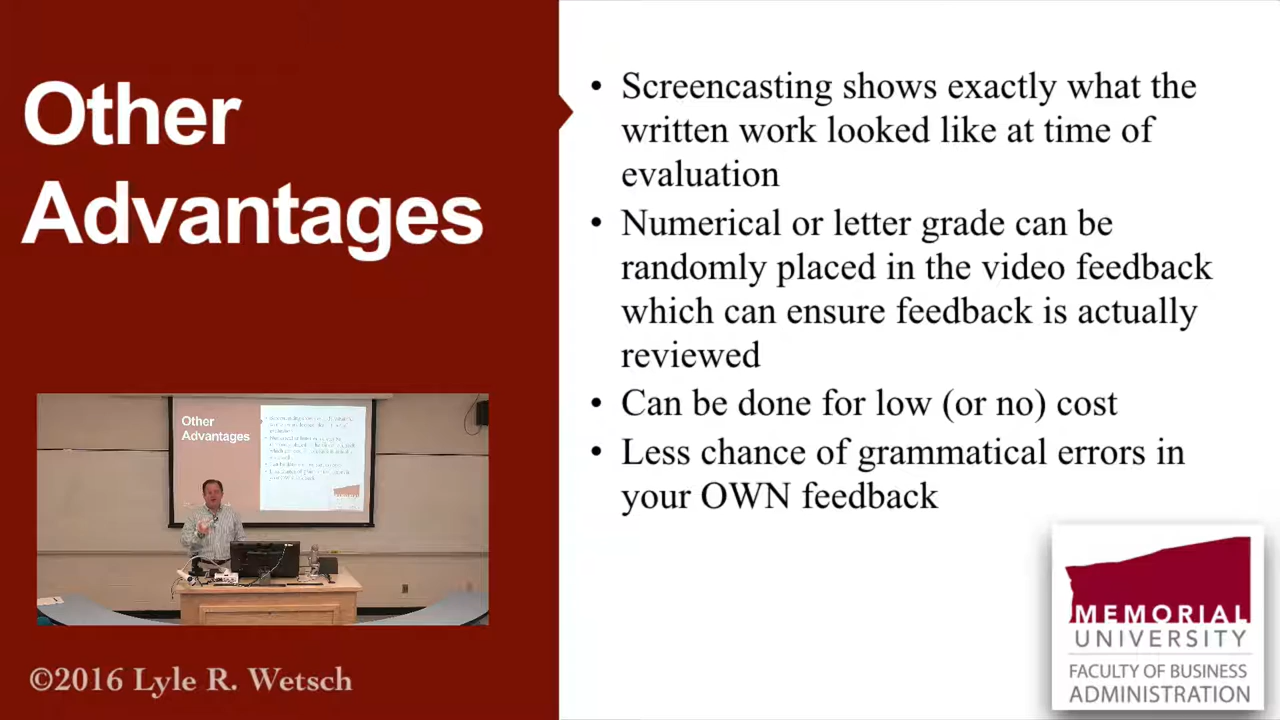 Other
Advantages
• Screencasting shows exactly what the
written work looked like at time of
evaluation
• Numerical or letter grade can be
randomly placed in the video feedback
which can ensure feedback is actually
reviewed
• Can be done for low (or no) cost
• Less chance of grammatical errors in
your OWN feedback
Other
Advantages
©2016 Lyle R. Wetsch
MEMORIAL
UNIVERSITY
FACULTY OF BUSINESS
ADMINISTRATION